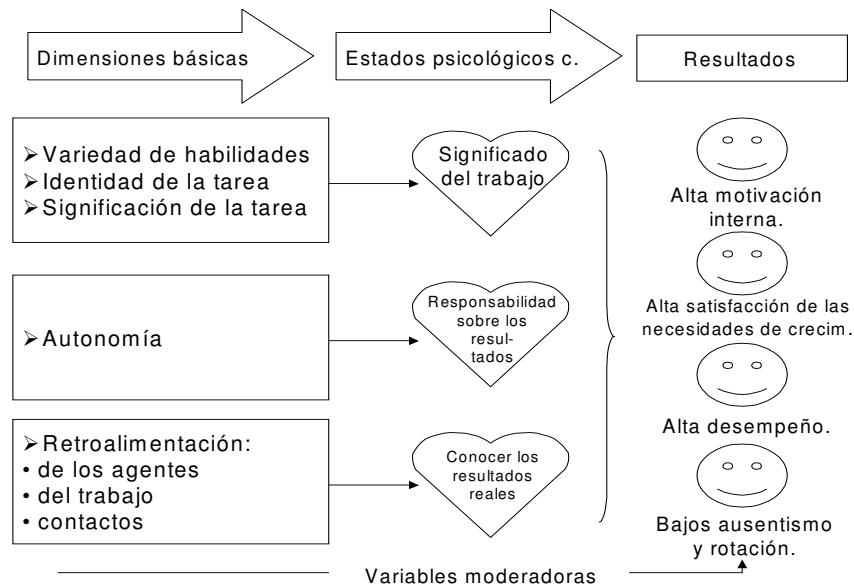 Dimensiones básicas
Estados psicológicos c.
Resultados
➢Variedad de habilidades
➢Identidad de la tarea
➢Significación de la tarea
Significado
del trabajo
Alta motivación
interna.
➢Autonomía
Responsabilidad
sobre los
resul-
tados
Alta satisfacción de las
necesidades de crecim.
Alta desempeño.
➢Retroalimentación:
• de los agentes
• del trabajo
• contactos
Conocer los
resultados
reales
Bajos ausentismo
y rotación.
Variables moderadoras